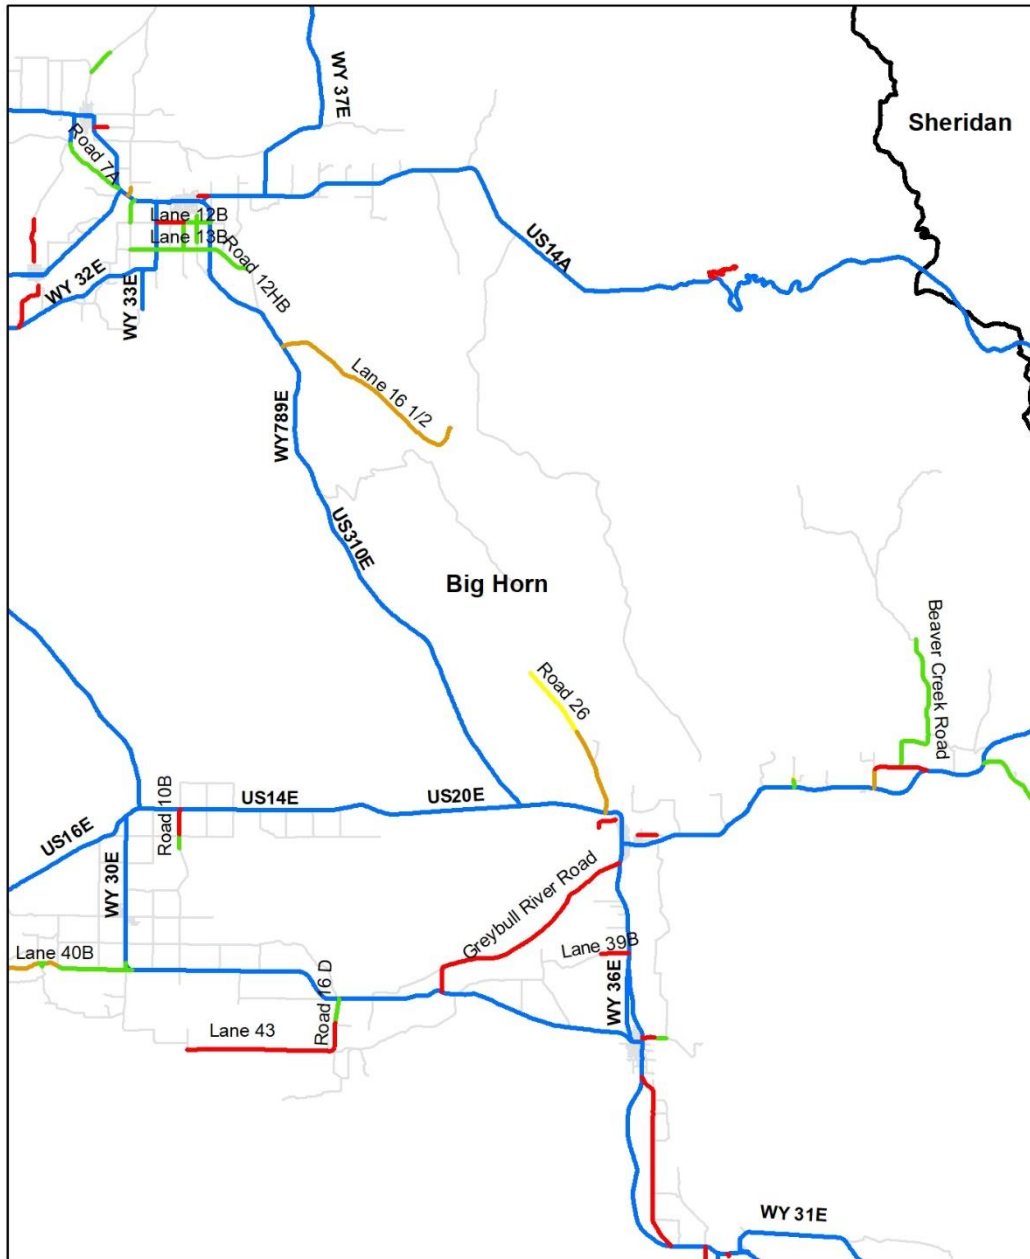 WY 37E
Sheridan
Road 7A
Lane 12B
Lane 13B
Road 12HB
US14A
WY 32E
WY 33E
Lane 16 1/2
WY789E
US310E
Big Horn
Beaver Creek Road
Road 26
Road 10B
US14E
US20E
US16E
WY 30E
Greybull River Road
Lane 39B
Lane 40B
WY 36E
Road 16 D
Lane 43
WY 31E